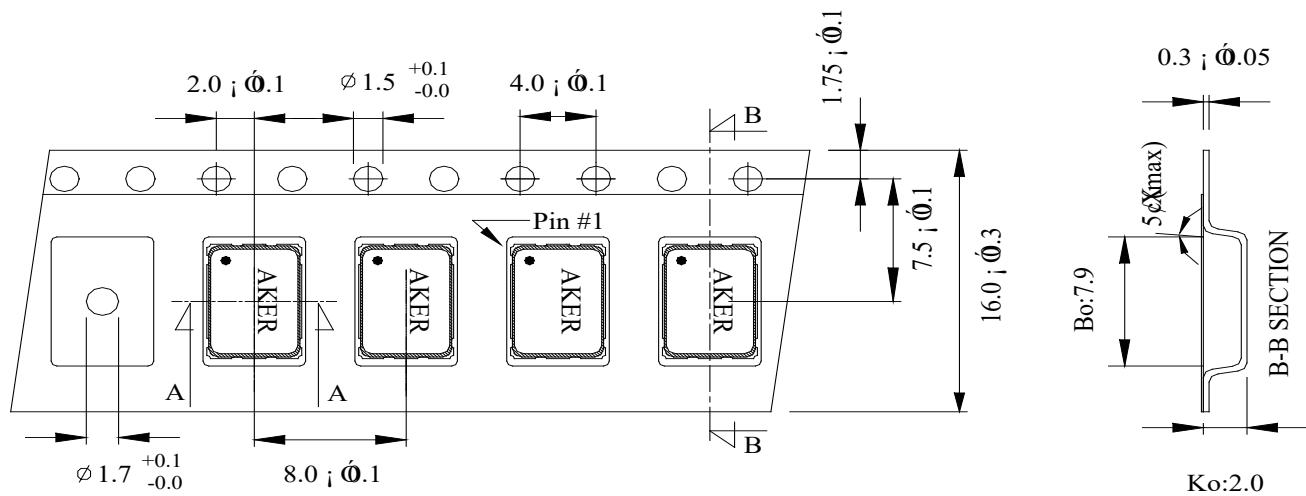 2.0 ¡Ó0.1
∅ 1.5 +0.1 -0.0
4.0 ¡Ó0.1
1.75 ¡Ó0.1
0.3 ¡Ó0.05
B
Pin #1
7.5 ¡Ó0.1
16.0 ¡Ó0.3
5¢X(max)
AKER
AKER
AKER
AKER
Bo:7.9
B-B SECTION
A
A
B
∅ 1.7 +0.1 -0.0
8.0 ¡Ó0.1
Ko:2.0